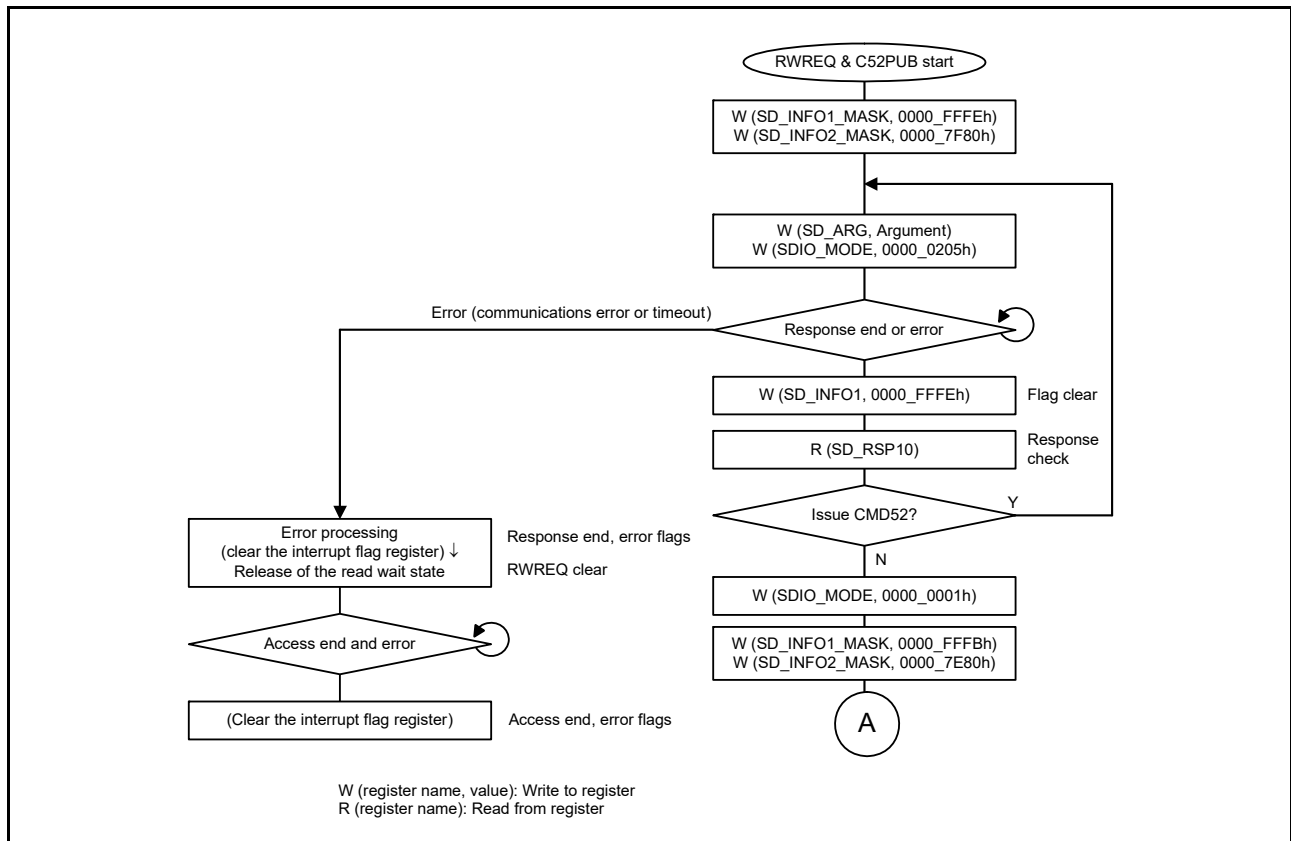 RWREQ & C52PUB start
W (SD_INFO1_MASK, 0000_FFFEh)
W (SD_INFO2_MASK, 0000_7F80h)
W (SD_ARG, Argument)
W (SDIO_MODE, 0000_0205h)
Error (communications error or timeout)
Response end or error
W (SD_INFO1, 0000_FFFEh)
Flag clear
R (SD_RSP10)
Response
check
Issue CMD52?
Y
N
Error processing
(clear the interrupt flag register) ↓
Release of the read wait state
Response end, error flags
RWREQ clear
W (SDIO_MODE, 0000_0001h)
Access end and error
W (SD_INFO1_MASK, 0000_FFFBh)
W (SD_INFO2_MASK, 0000_7E80h)
(Clear the interrupt flag register)
Access end, error flags
A
W (register name, value): Write to register
R (register name): Read from register